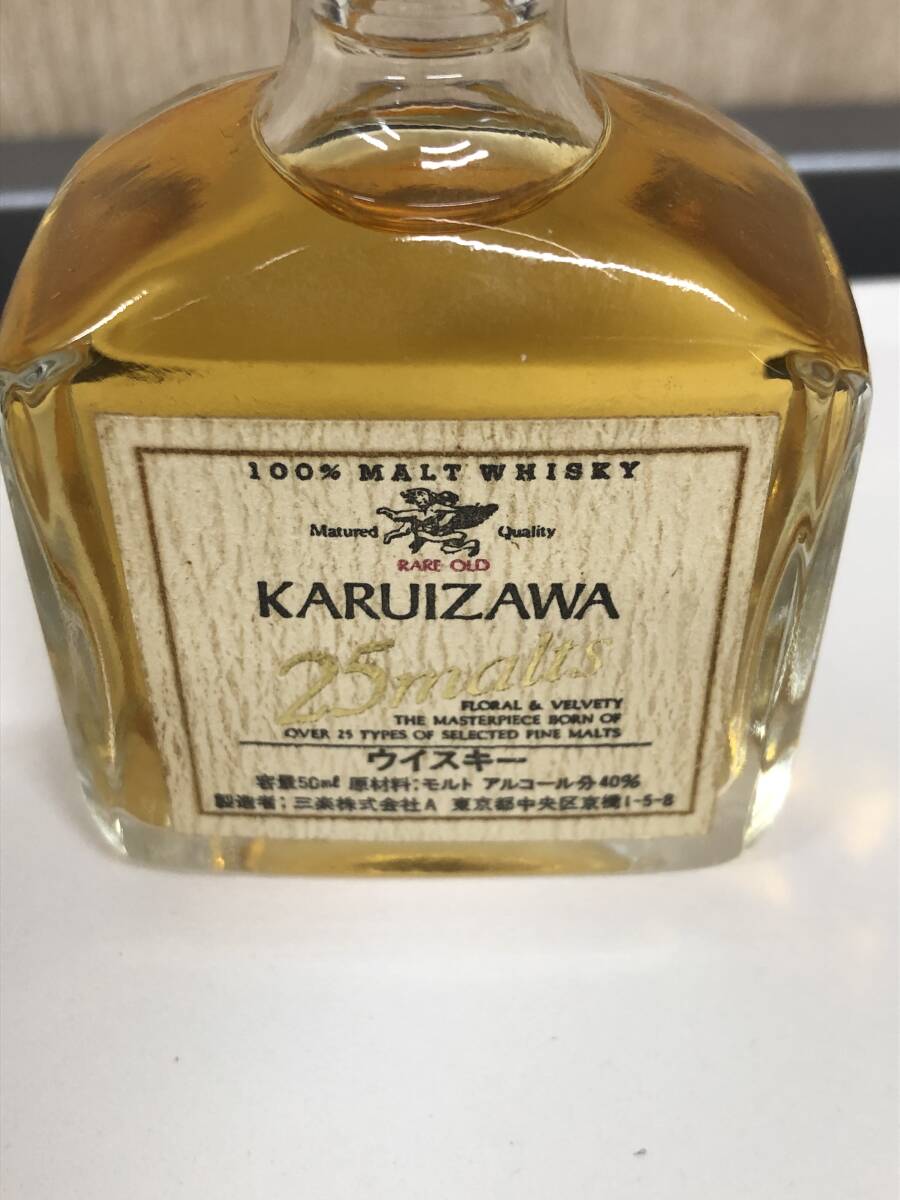 100% MALT WHISKY
Matured Quality
RARE OLD
KARUIZAWA
25 malts
FLORAL & VELVETY
THE MASTERPIECE BORN OF
OVER 25 TYPES OF SELECTED FINE MALTS
ウイスキー
容量50ml 原材料:モルト アルコール分40%
製造者:三楽株式会社A 東京都中央区京橋1-5-8